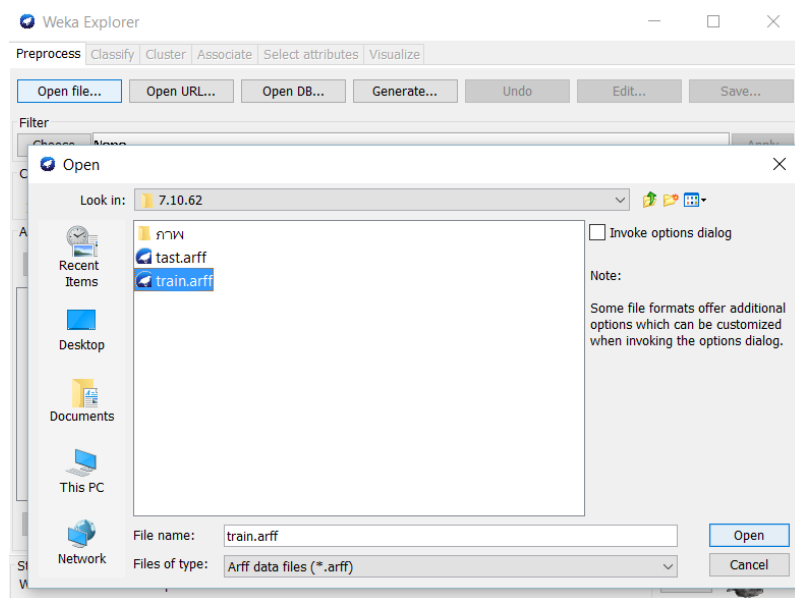 Weka Explorer
Preprocess Classify Cluster Associate Select attributes Visualize
Open file... Open URL... Open DB... Generate... Undo Edit... Save...
Filter
Choose None Apply
Open
Look in: 7.10.62
ภาพ
tast.arff
train.arff
Recent
Items
Desktop
Documents
This PC
Network
Invoke options dialog
Note:
Some file formats offer additional
options which can be customized
when invoking the options dialog.
File name: train.arff Open
Files of type: Arff data files (*.arff) Cancel